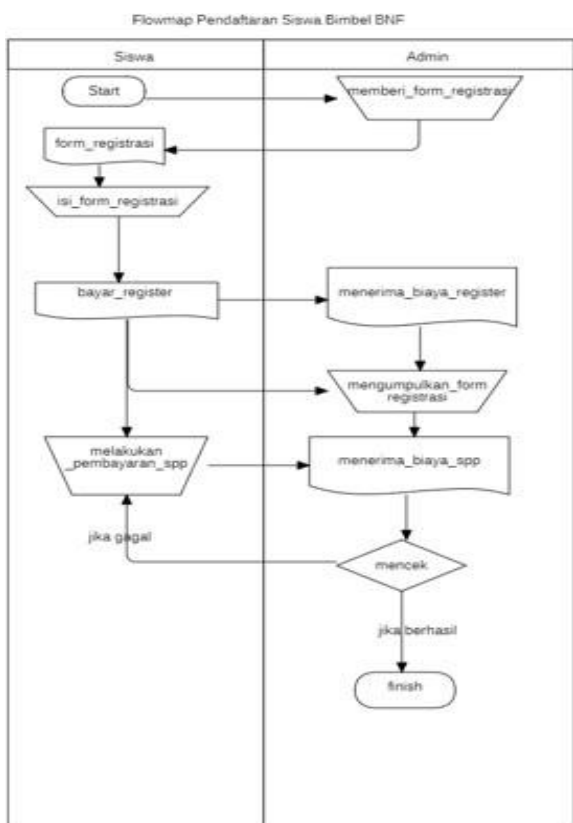 Flowmap Pendaftaran Siswa Bimbel BNF
Siswa
Admin
Start
memberi_form_registrasi
form_registrasi
isi_form_registrasi
bayar_register
menerima_biaya_register
mengumpulkan_form
registrasi
melakukan
_pembayaran_spp
menerima_biaya_spp
jika gagal
mencek
jika berhasil
finish